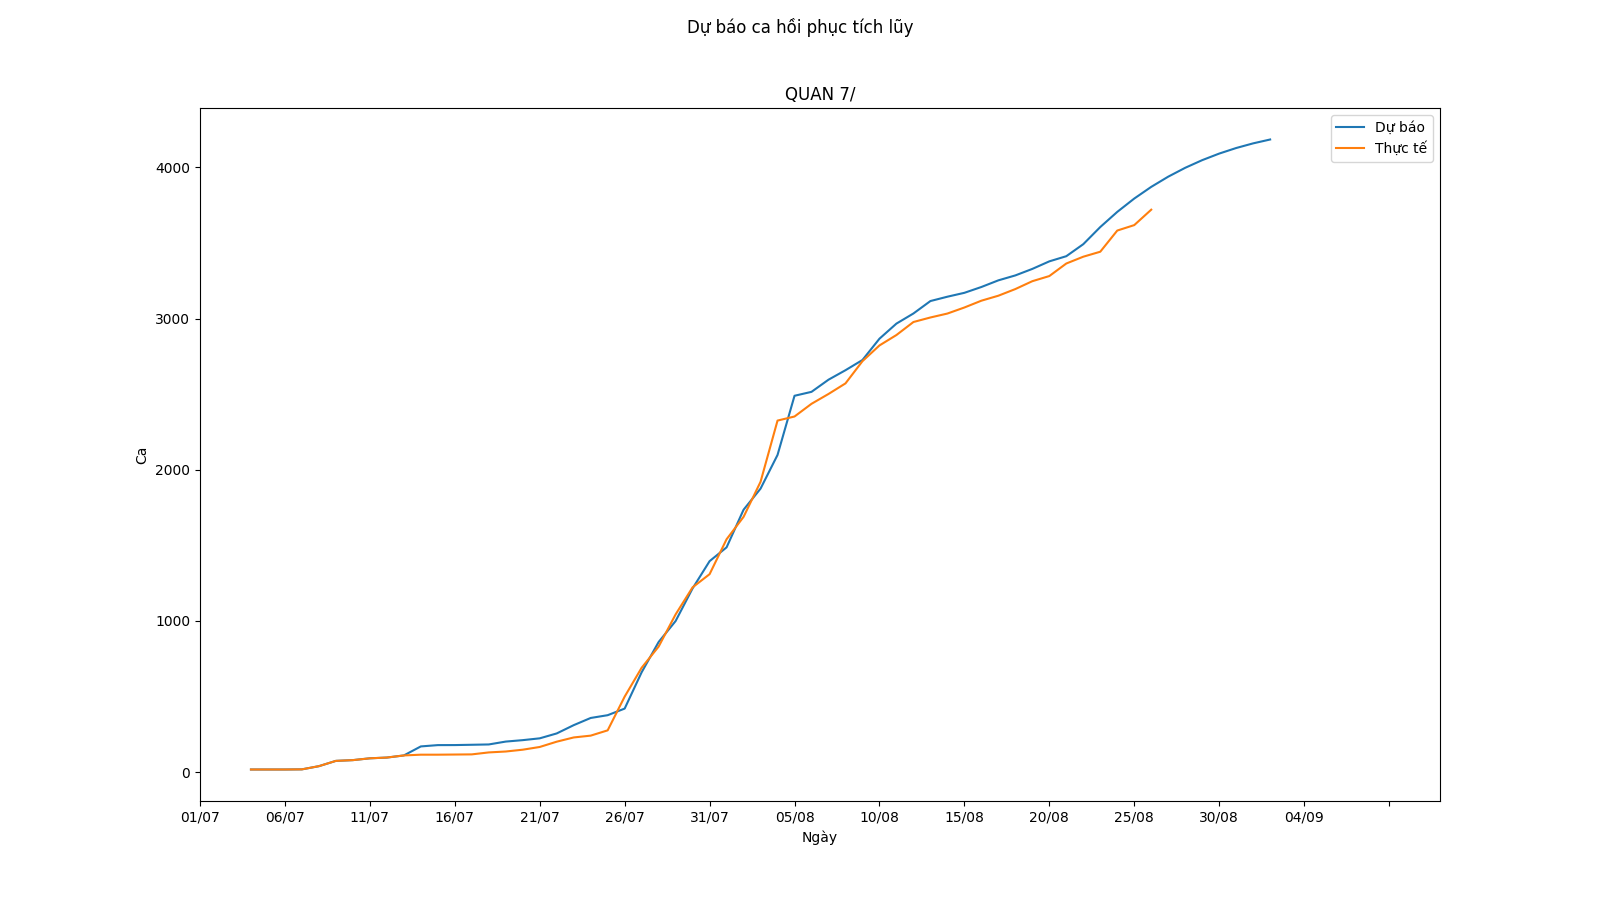 Dự báo ca hồi phục tích lũy
QUAN 7/
Dự báo
Thực tế
4000
3000
2000
1000
0
Ca
01/07 06/07 11/07 16/07 21/07 26/07 31/07 05/08 10/08 15/08 20/08 25/08 30/08 04/09
Ngày